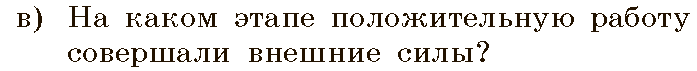 в) На каком этапе положительную работу
совершали внешние силы?